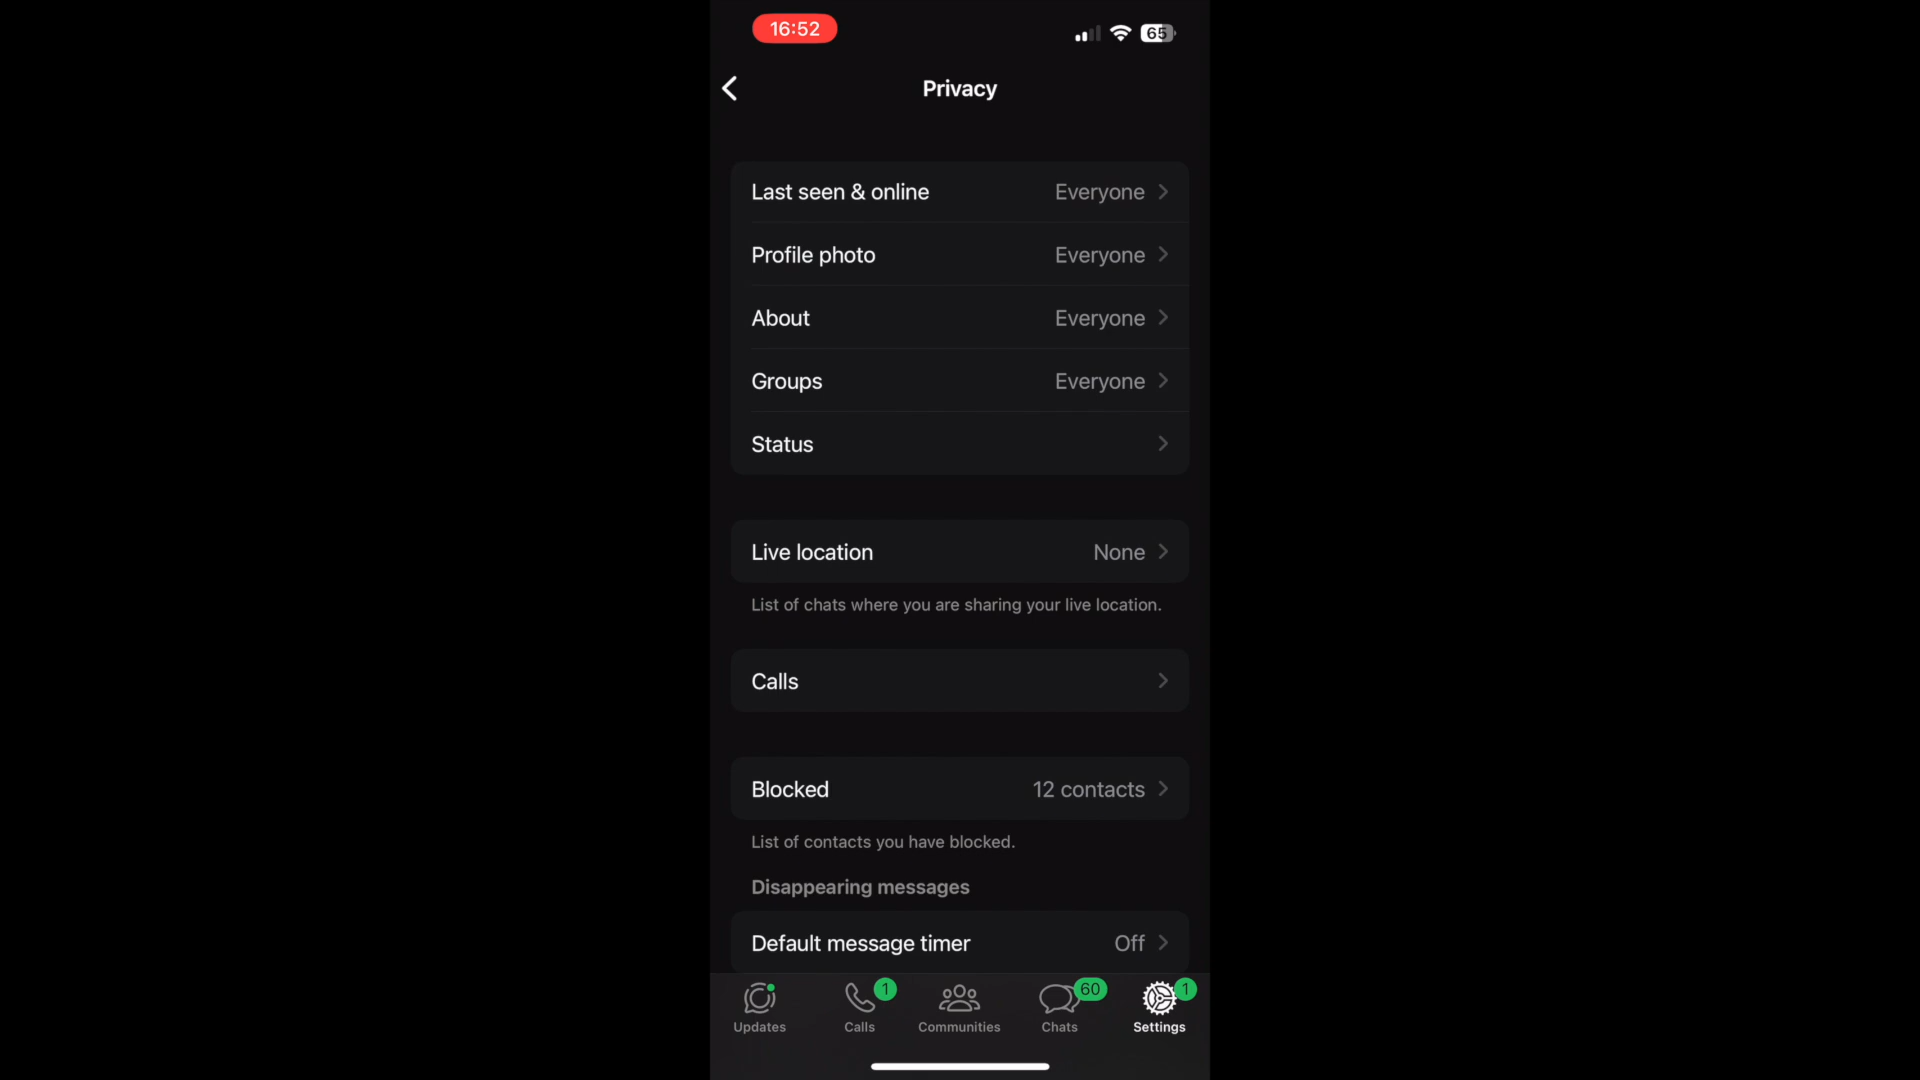 16:52
65
Privacy
Last seen & online Everyone
Profile photo Everyone
About Everyone
Groups Everyone
Status
Live location None
List of chats where you are sharing your live location.
Calls
Blocked 12 contacts
List of contacts you have blocked.
Disappearing messages
Default message timer Off
1 60 1
Updates Calls Communities Chats Settings